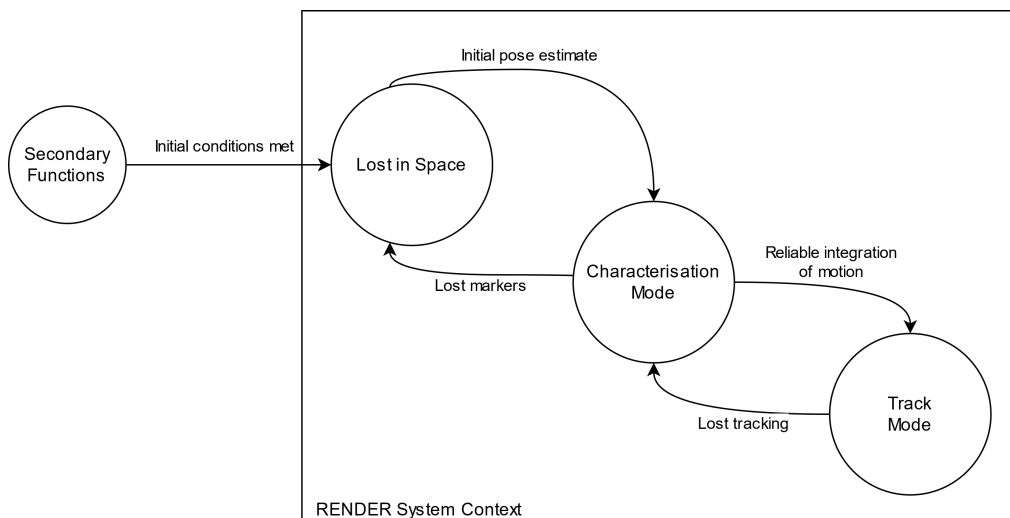 Initial pose estimate
Secondary
Functions
Initial conditions met
Lost in Space
Characterisation
Mode
Lost markers
Reliable integration
of motion
Track
Mode
Lost tracking
RENDER System Context